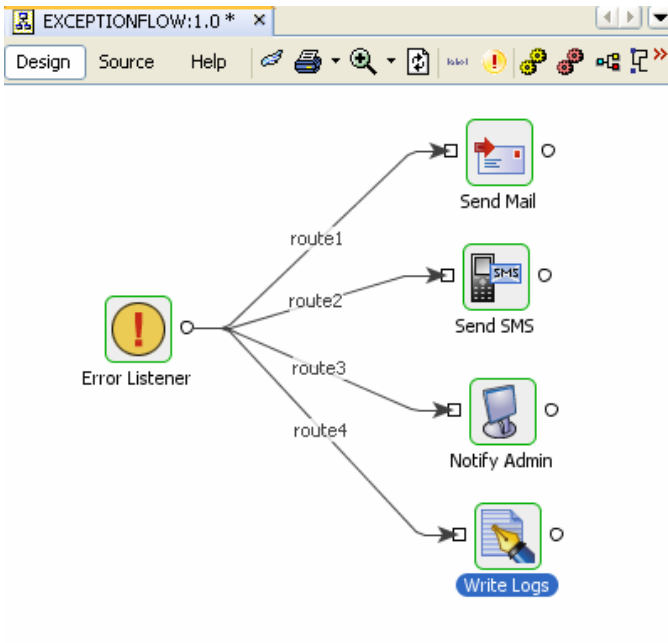 EXCEPTIONFLOW:1.0 *
Design Source Help label
Send Mail
route1
SMS
route2
Send SMS
Error Listener
route3
route4
Notify Admin
Write Logs